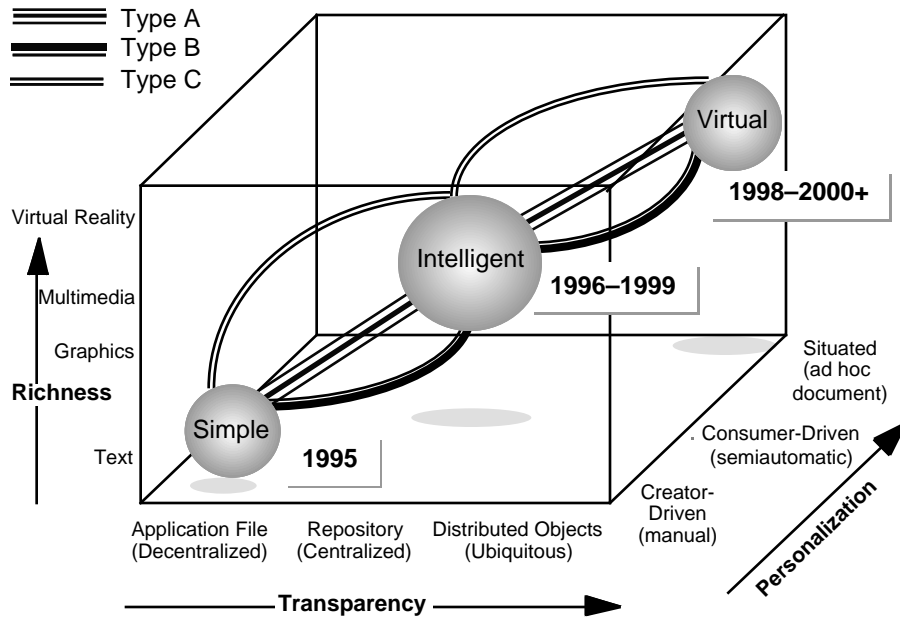 Type A
Type B
Type C
Virtual
1998–2000+
Virtual Reality
Intelligent
1996–1999
Multimedia
Graphics
Richness
Situated
(ad hoc
document)
Simple
1995
Text
Consumer-Driven
(semiautomatic)
Creator-
Driven
(manual)
Personalization
Application File
(Decentralized)
Repository
(Centralized)
Distributed Objects
(Ubiquitous)
Transparency